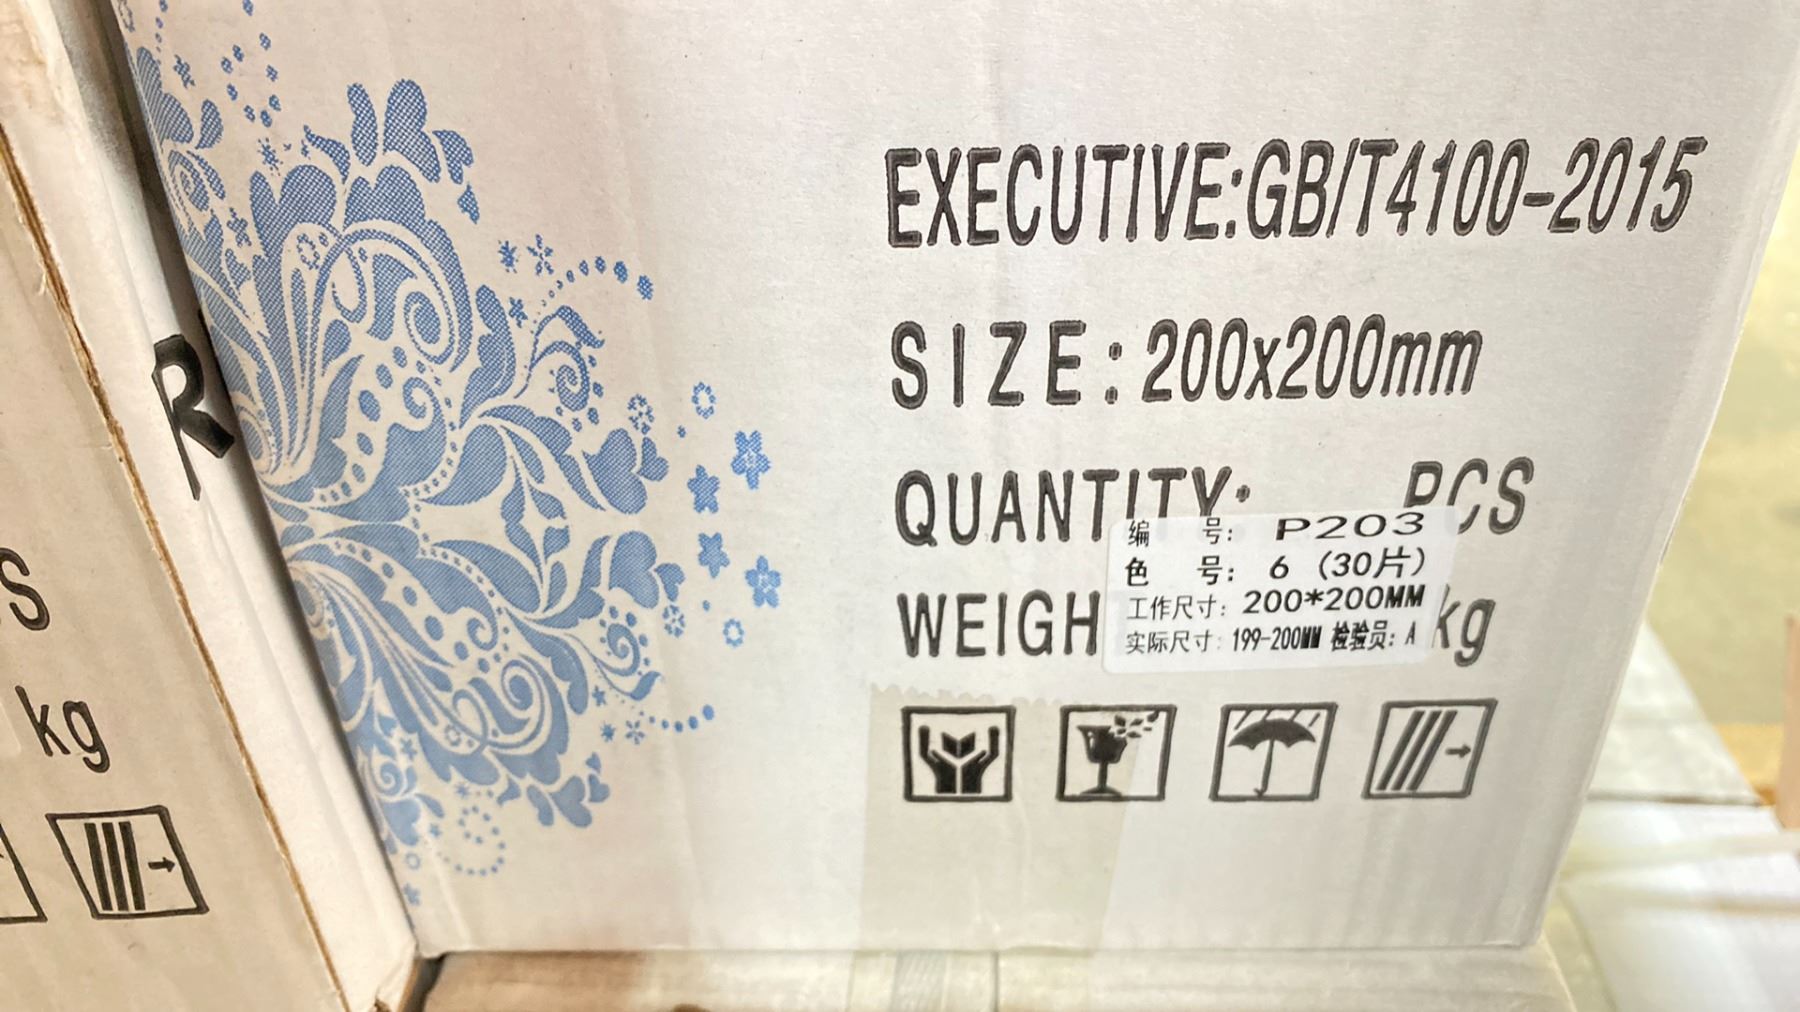 EXECUTIVE:GB/T4100-2015
SIZE:200x200mm
QUANTITY: PCS
编 号: P203
色 号: 6 (30片)
工作尺寸: 200*200MM
实际尺寸: 199-200MM 检验员: A
WEIGH kg
R
S
kg